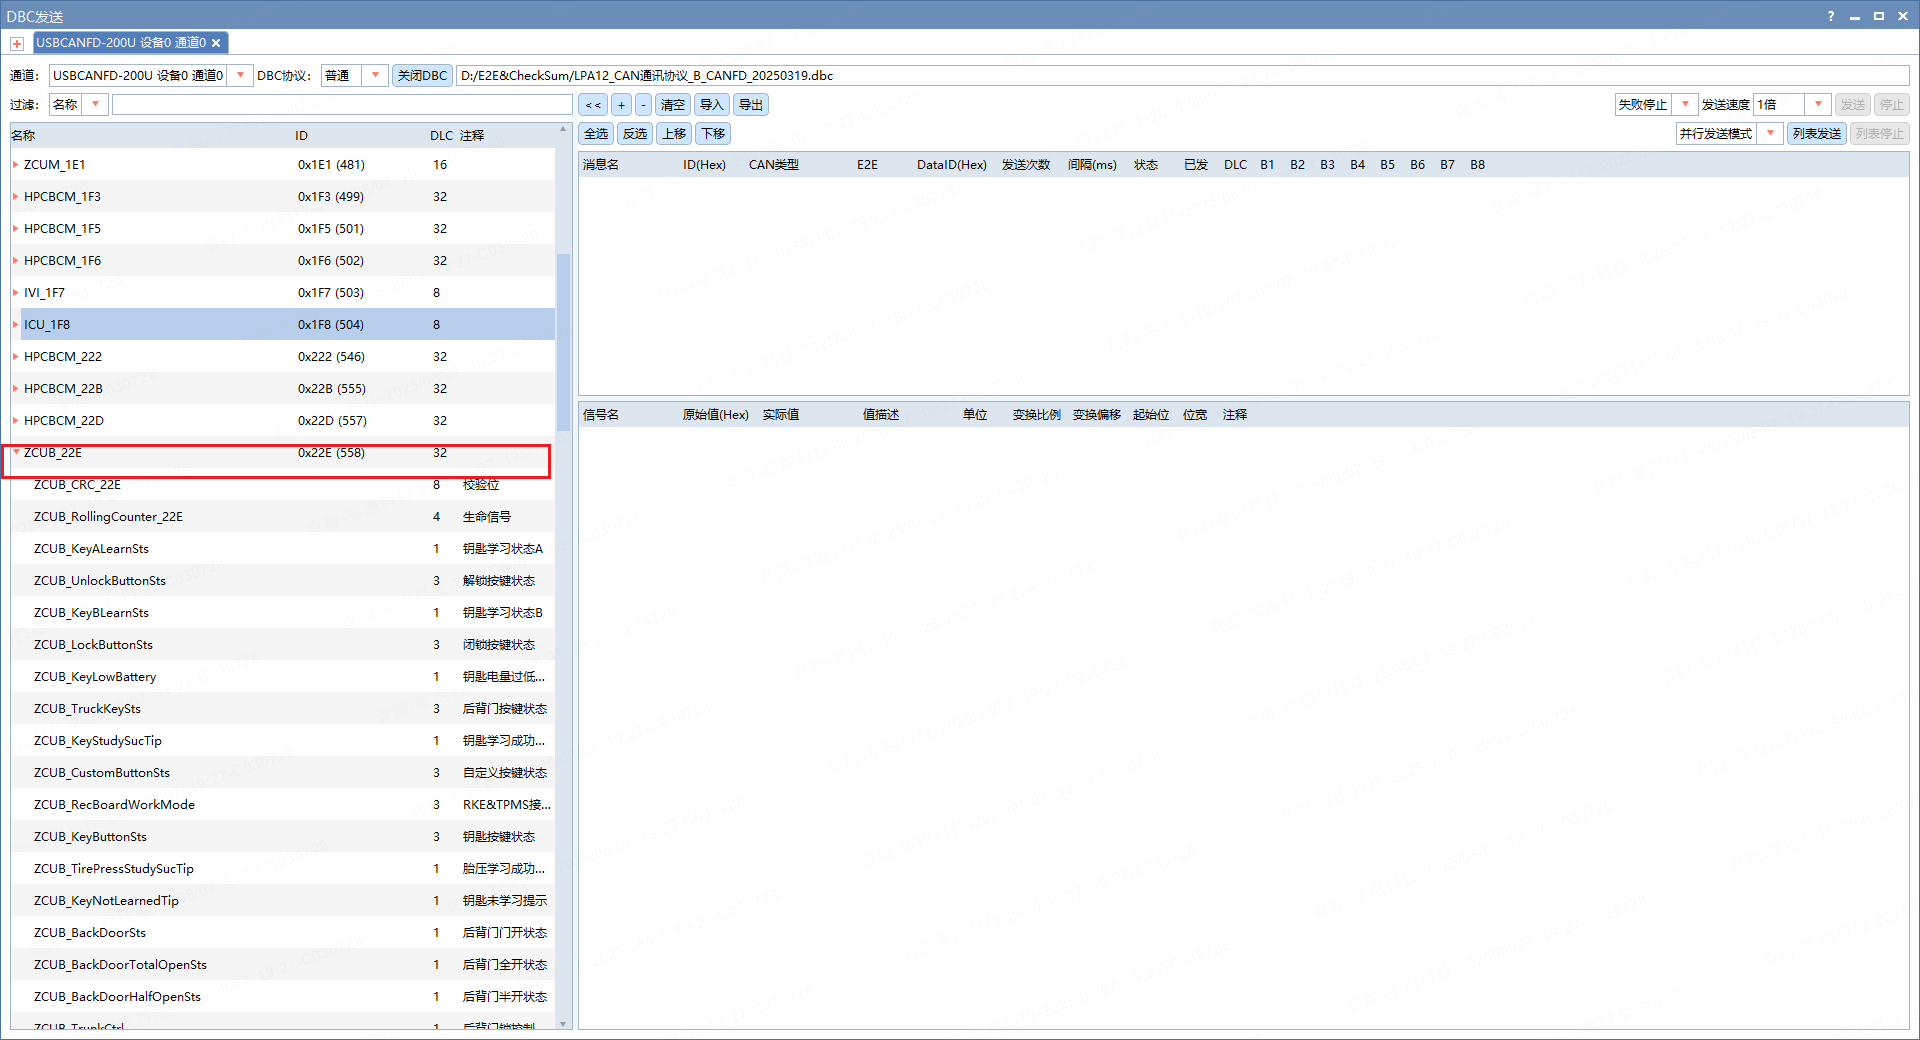 DBC发送
USBCANFD-200U 设备0 通道0
通道： USBCANFD-200U 设备0 通道0 DBC协议： 普通 关闭DBC D:/E2E&CheckSum/LPA12_CAN通讯协议_B_CANFD_20250319.dbc
过滤： 名称 << + - 清空 导入 导出 失败停止 发送速度 1倍 发送 停止
全选 反选 上移 下移 并行发送模式 列表发送 列表停止
名称 ID DLC 注释
ZCUM_1E1 0x1E1 (481) 16
HPCBCM_1F3 0x1F3 (499) 32
HPCBCM_1F5 0x1F5 (501) 32
HPCBCM_1F6 0x1F6 (502) 32
IVI_1F7 0x1F7 (503) 8
ICU_1F8 0x1F8 (504) 8
HPCBCM_222 0x222 (546) 32
HPCBCM_22B 0x22B (555) 32
HPCBCM_22D 0x22D (557) 32
ZCUB_22E 0x22E (558) 32
ZCUB_CRC_22E 8 校验位
ZCUB_RollingCounter_22E 4 生命信号
ZCUB_KeyALearnSts 1 钥匙学习状态A
ZCUB_UnlockButtonSts 3 解锁按键状态
ZCUB_KeyBLearnSts 1 钥匙学习状态B
ZCUB_LockButtonSts 3 闭锁按键状态
ZCUB_KeyLowBattery 1 钥匙电量过低...
ZCUB_TruckKeySts 3 后背门按键状态
ZCUB_KeyStudySucTip 1 钥匙学习成功...
ZCUB_CustomButtonSts 3 自定义按键状态
ZCUB_RecBoardWorkMode 3 RKE&TPMS接...
ZCUB_KeyButtonSts 3 钥匙按键状态
ZCUB_TirePressStudySucTip 1 胎压学习成功...
ZCUB_KeyNotLearnedTip 1 钥匙未学习提示
ZCUB_BackDoorSts 1 后背门门开状态
ZCUB_BackDoorTotalOpenSts 1 后背门全开状态
ZCUB_BackDoorHalfOpenSts 1 后背门半开状态
ZCUB_TrunkCtrl 1 后背门锁控制
消息名 ID(Hex) CAN类型 E2E DataID(Hex) 发送次数 间隔(ms) 状态 已发 DLC B1 B2 B3 B4 B5 B6 B7 B8
信号名 原始值(Hex) 实际值 值描述 单位 变换比例 变换偏移 起始位 位宽 注释